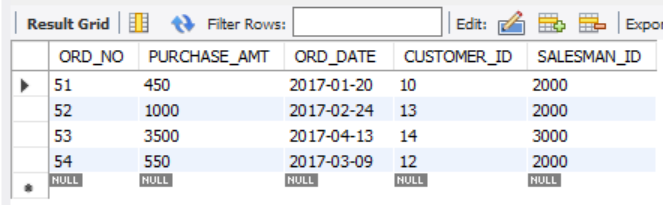 Result Grid Filter Rows: Edit: Expor
ORD_NO PURCHASE_AMT ORD_DATE CUSTOMER_ID SALESMAN_ID
51 450 2017-01-20 10 2000
52 1000 2017-02-24 13 2000
53 3500 2017-04-13 14 3000
54 550 2017-03-09 12 2000
NULL NULL NULL NULL NULL